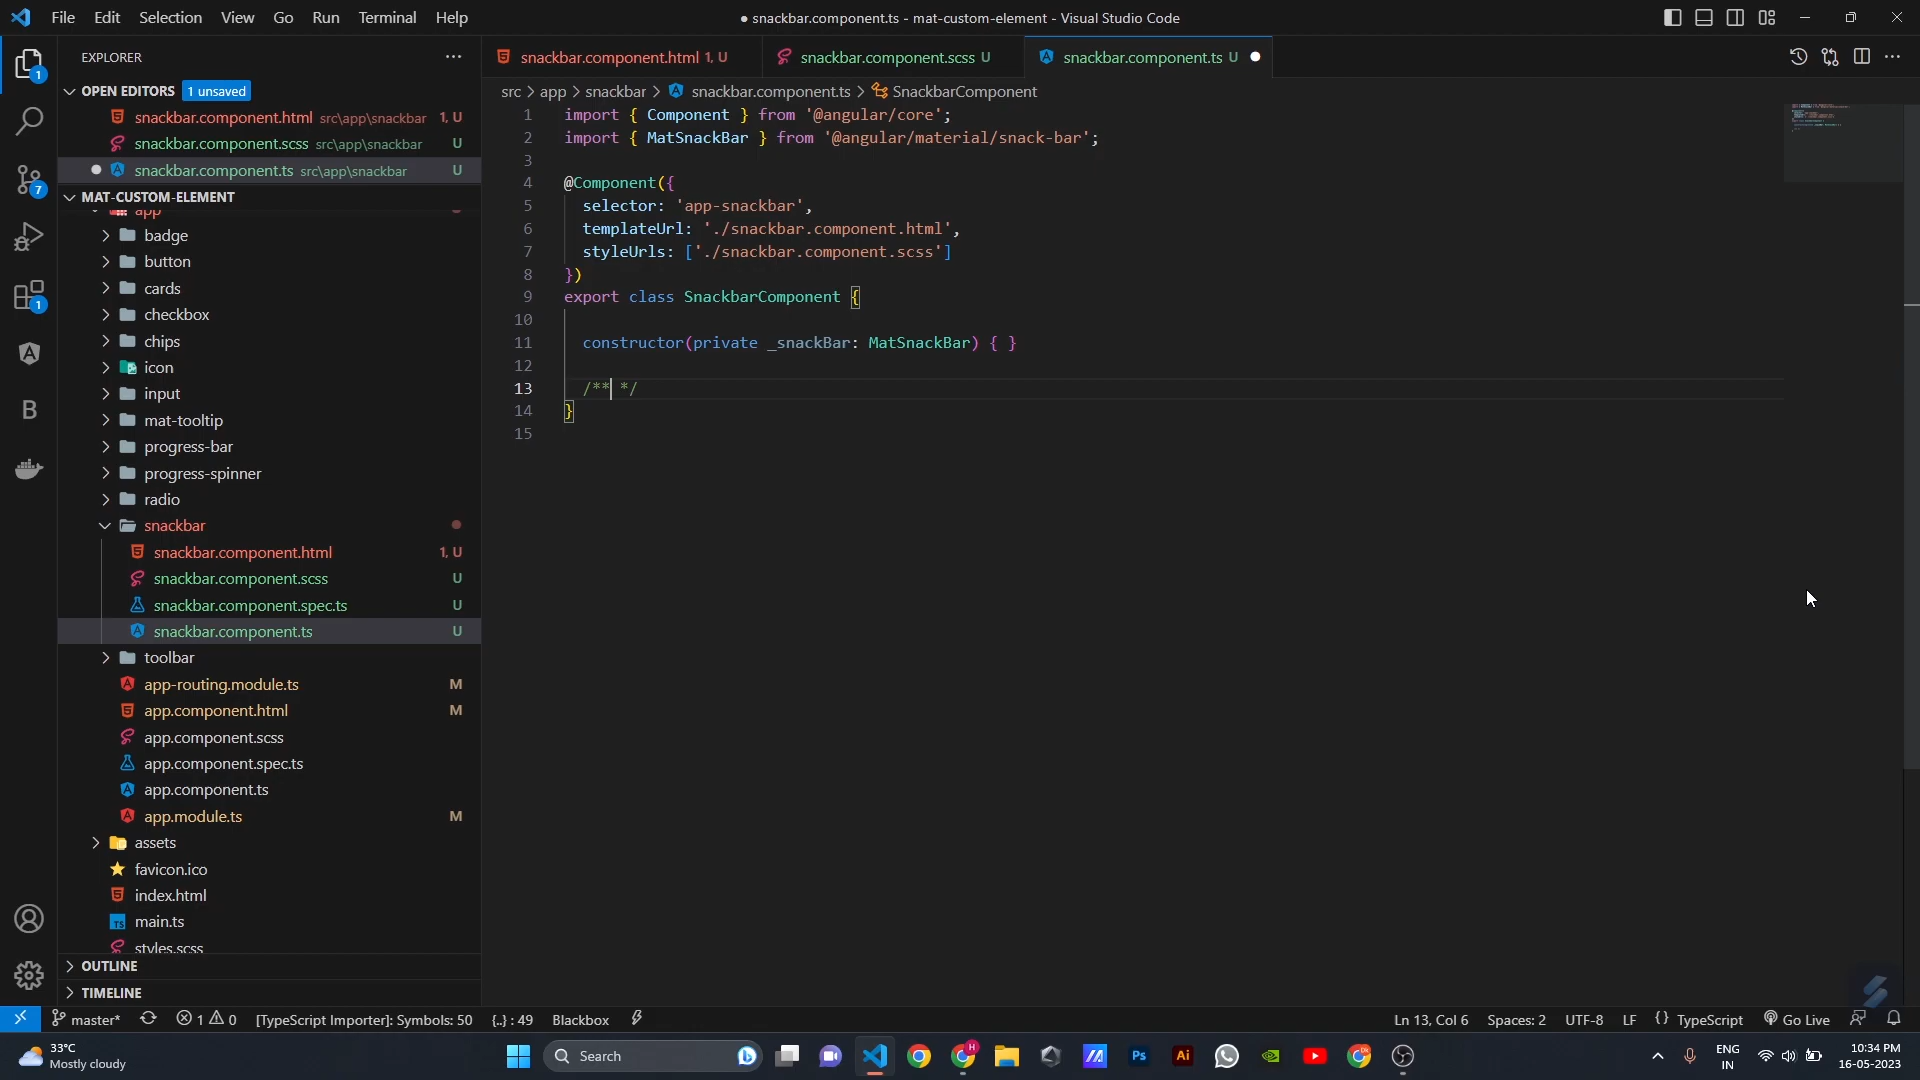 File Edit Selection View Go Run Terminal Help
● snackbar.component.ts - mat-custom-element - Visual Studio Code
EXPLORER
OPEN EDITORS 1 unsaved
snackbar.component.html src\app\snackbar 1, U
snackbar.component.scss src\app\snackbar U
snackbar.component.ts src\app\snackbar U
MAT-CUSTOM-ELEMENT
app
badge
button
cards
checkbox
chips
icon
input
mat-tooltip
progress-bar
progress-spinner
radio
snackbar
snackbar.component.html 1, U
snackbar.component.scss U
snackbar.component.spec.ts U
snackbar.component.ts U
toolbar
app-routing.module.ts M
app.component.html M
app.component.scss
app.component.spec.ts
app.component.ts
app.module.ts M
assets
favicon.ico
index.html
main.ts
styles.scss
OUTLINE
TIMELINE
snackbar.component.html 1, U
snackbar.component.scss U
snackbar.component.ts U
src > app > snackbar > snackbar.component.ts > SnackbarComponent
1 import { Component } from '@angular/core';
2 import { MatSnackBar } from '@angular/material/snack-bar';
3
4 @Component({
5 selector: 'app-snackbar',
6 templateUrl: './snackbar.component.html',
7 styleUrls: ['./snackbar.component.scss']
8 })
9 export class SnackbarComponent {
10
11 constructor(private _snackBar: MatSnackBar) { }
12
13 /** */
14 }
15
1
7
1
B
master* 1 0 [TypeScript Importer]: Symbols: 50 {..} : 49 Blackbox
Ln 13, Col 6 Spaces: 2 UTF-8 LF {} TypeScript Go Live
33°C
Mostly cloudy
Search
H
Ps
Ai
ENG
IN
10:34 PM
16-05-2023